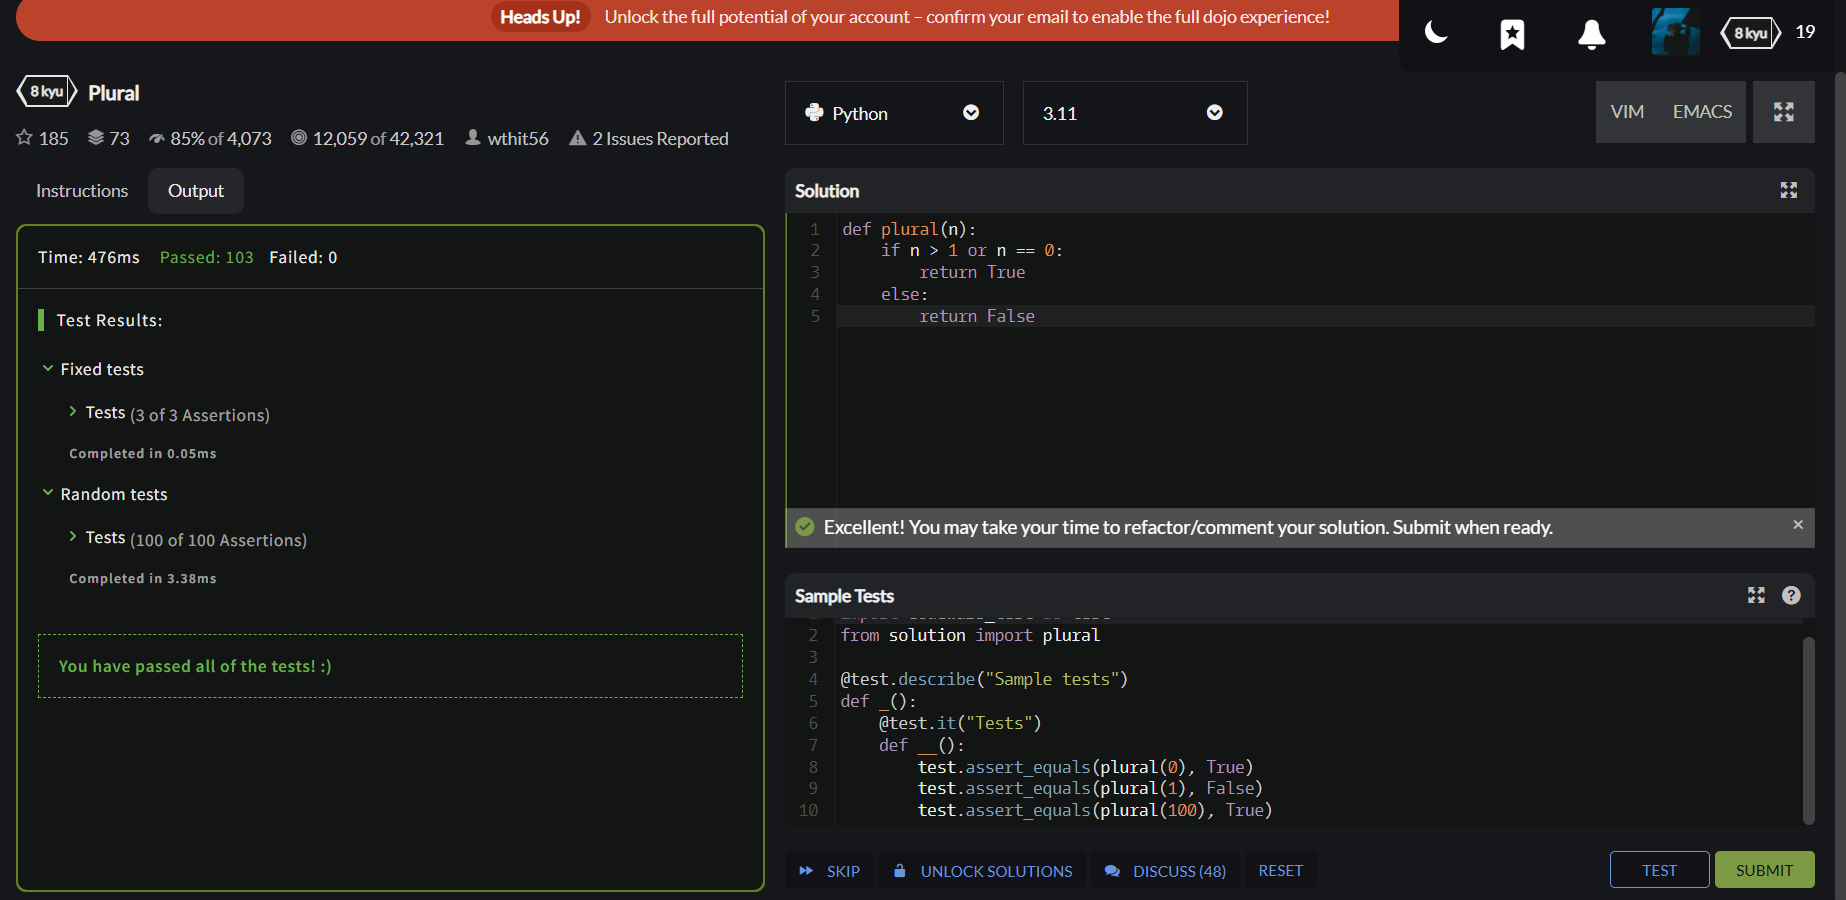 Heads Up! Unlock the full potential of your account – confirm your email to enable the full dojo experience!
8 kyu 19
8 kyu Plural
185 73 85% of 4,073 12,059 of 42,321 wthit56 2 Issues Reported
Python 3.11 VIM EMACS
Instructions Output
Time: 476ms Passed: 103 Failed: 0
Test Results:
Fixed tests
Tests (3 of 3 Assertions)
Completed in 0.05ms
Random tests
Tests (100 of 100 Assertions)
Completed in 3.38ms
You have passed all of the tests! :)
Solution
1 def plural(n):
2     if n > 1 or n == 0:
3         return True
4     else:
5         return False
Excellent! You may take your time to refactor/comment your solution. Submit when ready.
Sample Tests
2 from solution import plural
3
4 @test.describe("Sample tests")
5 def _():
6     @test.it("Tests")
7     def __():
8         test.assert_equals(plural(0), True)
9         test.assert_equals(plural(1), False)
10         test.assert_equals(plural(100), True)
SKIP UNLOCK SOLUTIONS DISCUSS (48) RESET TEST SUBMIT